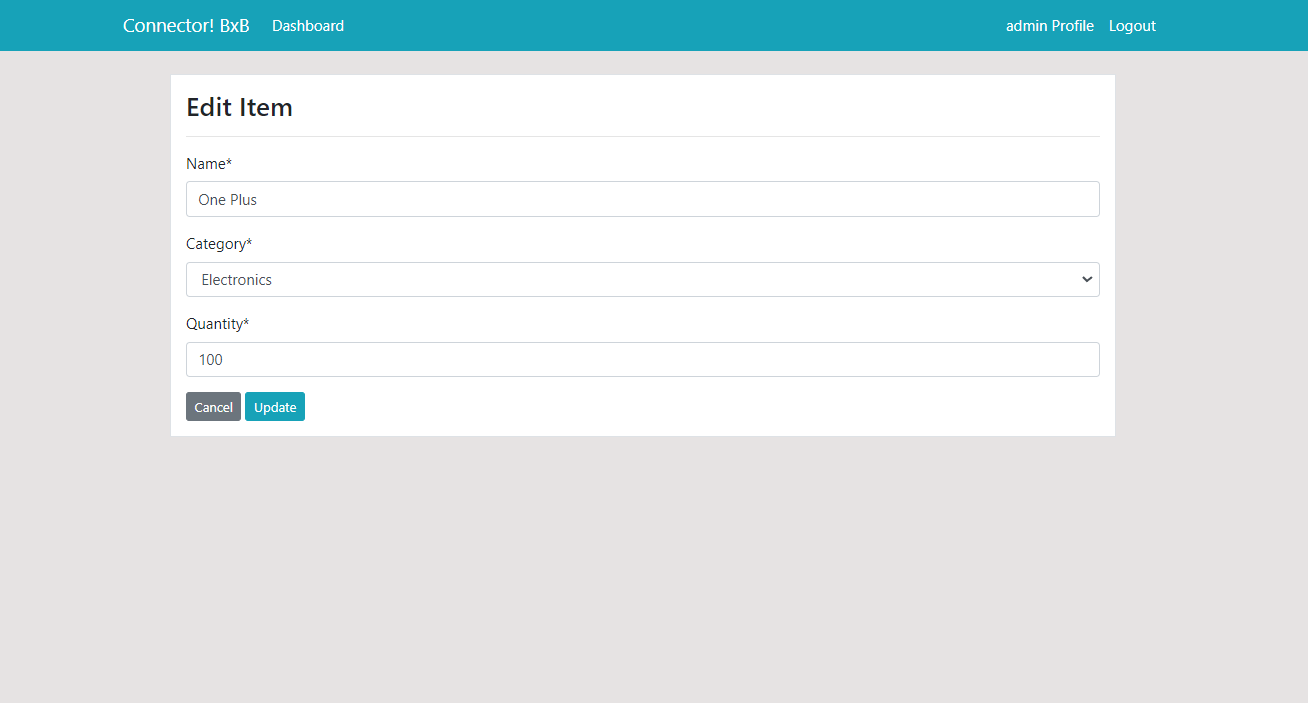 Connector! BxB Dashboard admin Profile Logout
Edit Item
Name*
One Plus
Category*
Electronics
Quantity*
100
Cancel Update